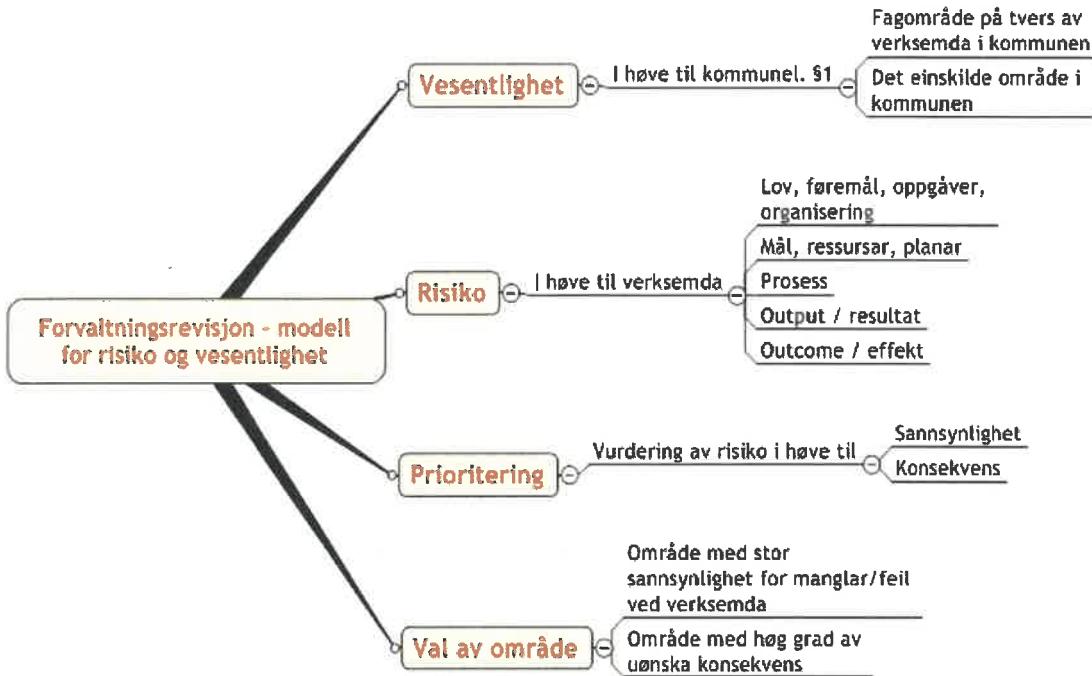 Forvaltningsrevisjon - modell
for risiko og vesentlighet
Vesentlighet
I høve til kommunel. §1
Fagområde på tvers av
verksemda i kommunen
Det einskilde område i
kommunen
Risiko
I høve til verksemda
Lov, føremål, oppgåver,
organisering
Mål, ressursar, planar
Prosess
Output / resultat
Outcome / effekt
Prioritering
Vurdering av risiko i høve til
Sannsynlighet
Konsekvens
Val av område
Område med stor
sannsynlighet for manglar/feil
ved verksemda
Område med høg grad av
uønska konsekvens